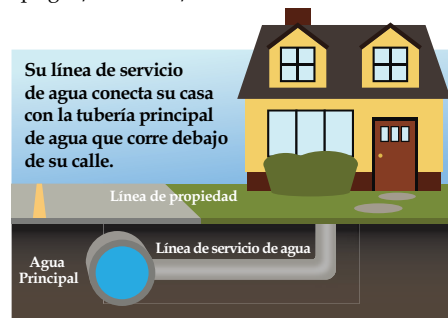 Su línea de servicio
de agua conecta su casa
con la tubería principal
de agua que corre debajo
de su calle.
Línea de propiedad
Línea de servicio de agua
Agua
Principal